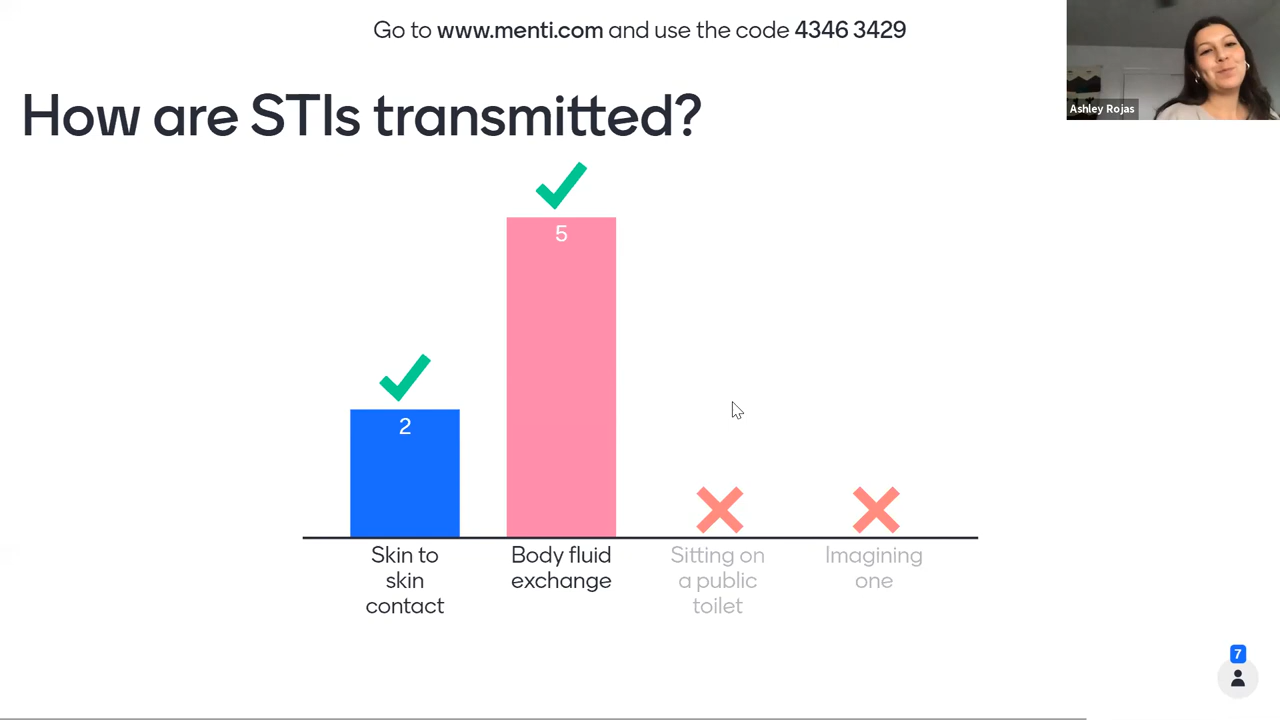 Go to www.menti.com and use the code 4346 3429
Ashley Rojas
How are STIs transmitted?
5
2
Skin to
skin
contact
Body fluid
exchange
Sitting on
a public
toilet
Imagining
one
7